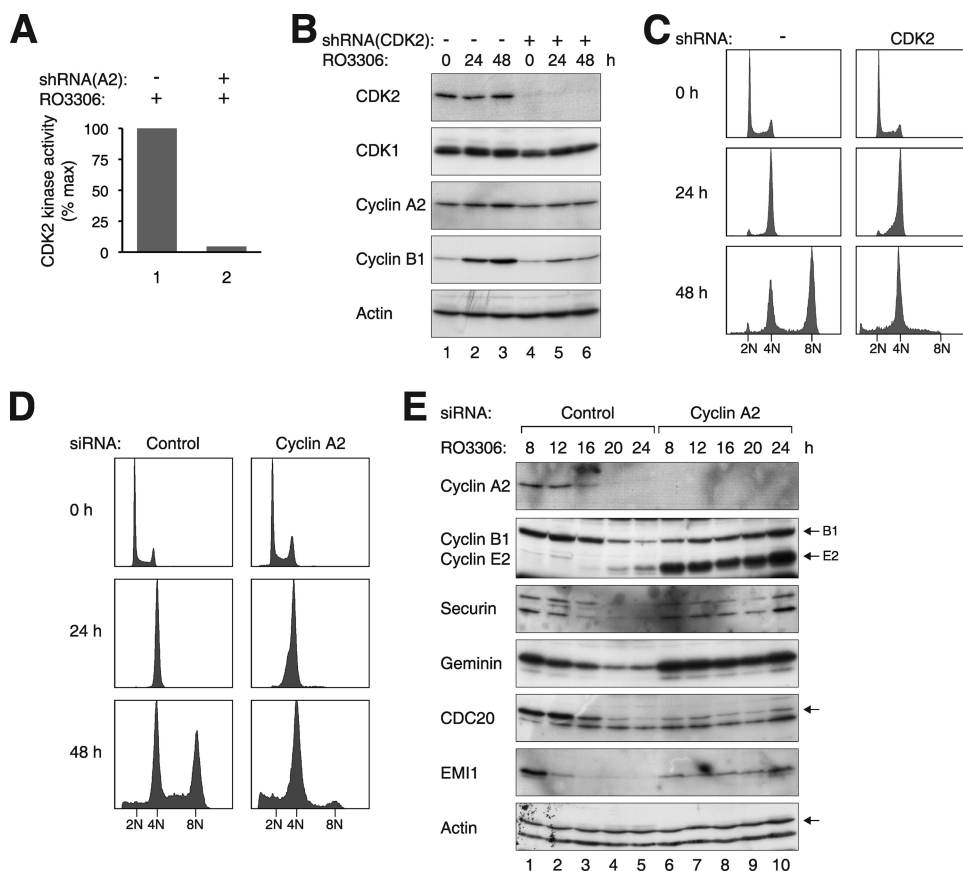 A
shRNA(A2): - +
RO3306: + +
CDK2 kinase activity
(% max)
100
75
50
25
0
1 2
B
shRNA(CDK2): - - - + + +
RO3306: 0 24 48 0 24 48 h
CDK2
CDK1
Cyclin A2
Cyclin B1
Actin
1 2 3 4 5 6
C
shRNA: - CDK2
0 h
24 h
48 h
2N 4N 8N 2N 4N 8N
D
siRNA: Control Cyclin A2
0 h
24 h
48 h
2N 4N 8N 2N 4N 8N
E
siRNA: Control Cyclin A2
RO3306: 8 12 16 20 24 8 12 16 20 24 h
Cyclin A2
Cyclin B1 B1
Cyclin E2 E2
Securin
Geminin
CDC20
EMI1
Actin
1 2 3 4 5 6 7 8 9 10